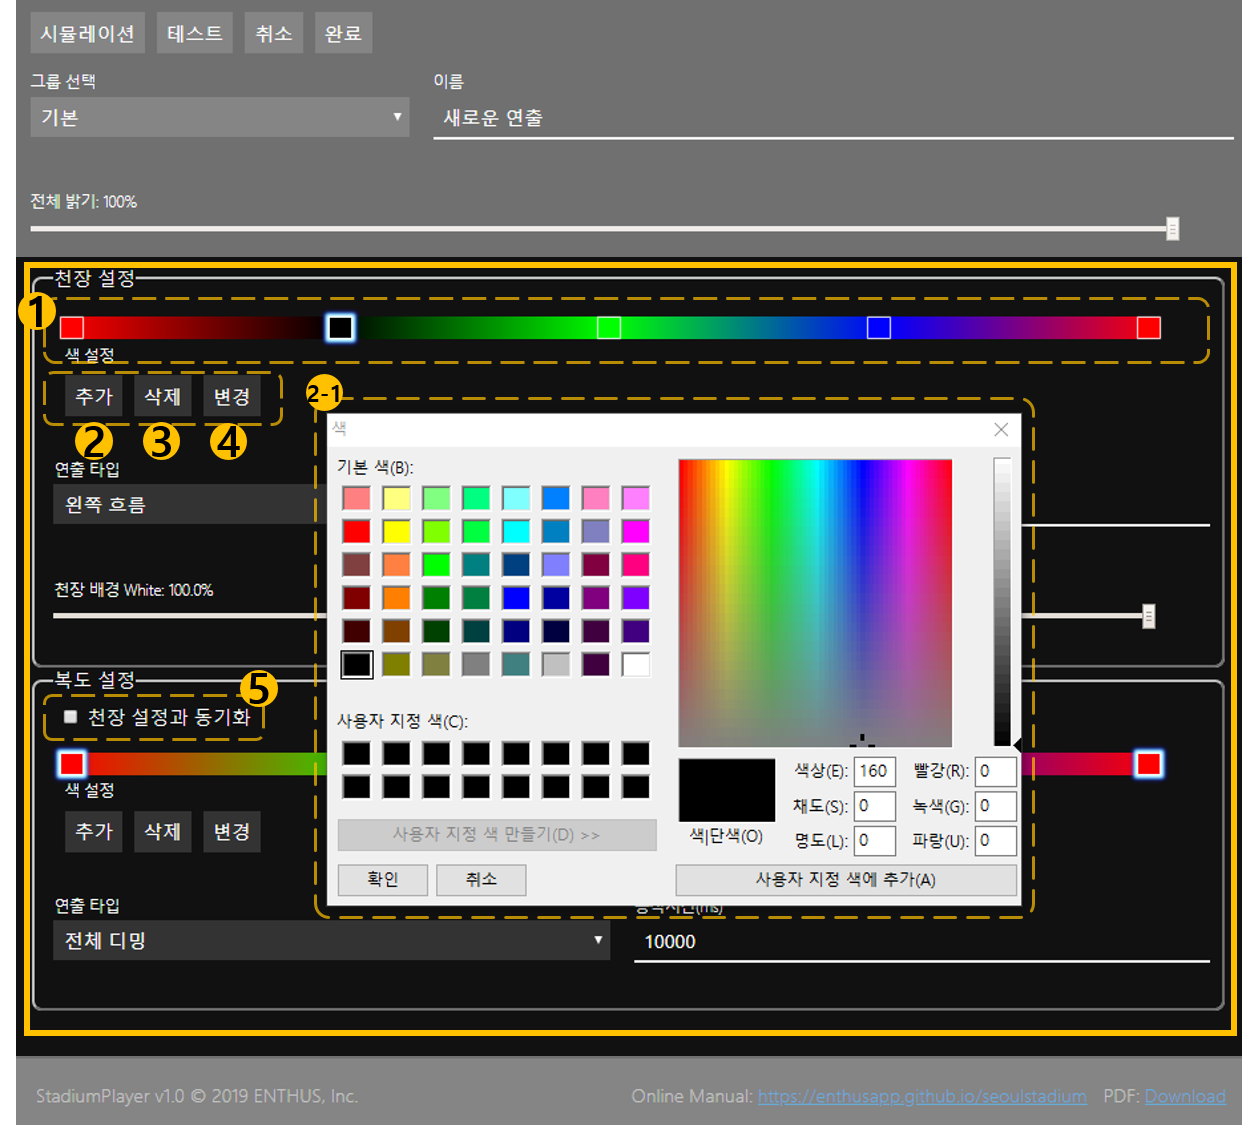 시뮬레이션 테스트 취소 완료
그룹 선택 이름
기본 새로운 연출
전체 밝기: 100%
천장 설정
1
색 설정
추가 삭제 변경
2 3 4
2-1
색
기본 색(B):
연출 타입
왼쪽 흐름
천장 배경 White: 100.0%
복도 설정
5
천장 설정과 동기화
사용자 지정 색(C):
색상(E): 160 빨강(R): 0
채도(S): 0 녹색(G): 0
색|단색(O) 명도(L): 0 파랑(U): 0
사용자 지정 색 만들기(D) >>
확인 취소 사용자 지정 색에 추가(A)
색 설정
추가 삭제 변경
연출 타입
전체 디밍 10000
StadiumPlayer v1.0 © 2019 ENTHUS, Inc. Online Manual: https://enthusapp.github.io/seoulstadium PDF: Download